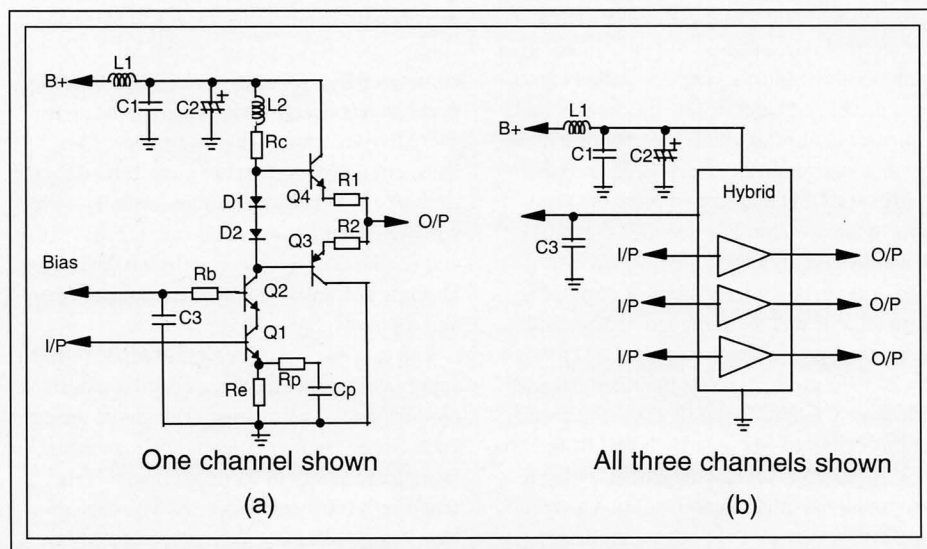 L1
B+
C1
C2
+
L2
Rc
Q4
R1
D1
R2
O/P
D2
Q3
Bias
Rb
Q2
C3
Q1
I/P
Rp
Re
Cp
One channel shown
(a)
L1
B+
C1
C2
+
Hybrid
C3
I/P
O/P
I/P
O/P
I/P
O/P
All three channels shown
(b)